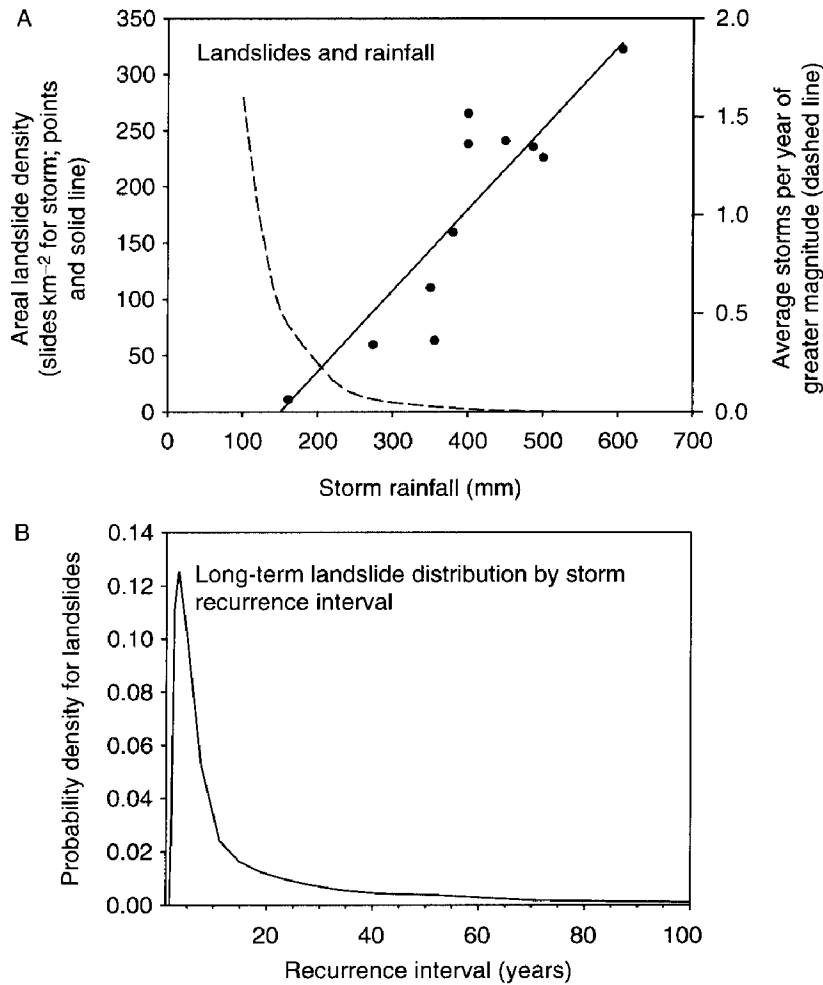 A
Landslides and rainfall
350
300
250
200
150
100
50
0
Areal landslide density
(slides km⁻² for storm; points
and solid line)
2.0
1.5
1.0
0.5
0.0
Average storms per year of
greater magnitude (dashed line)
0 100 200 300 400 500 600 700
Storm rainfall (mm)
B
Long-term landslide distribution by storm
recurrence interval
0.14
0.12
0.10
0.08
0.06
0.04
0.02
0.00
Probability density for landslides
20 40 60 80 100
Recurrence interval (years)